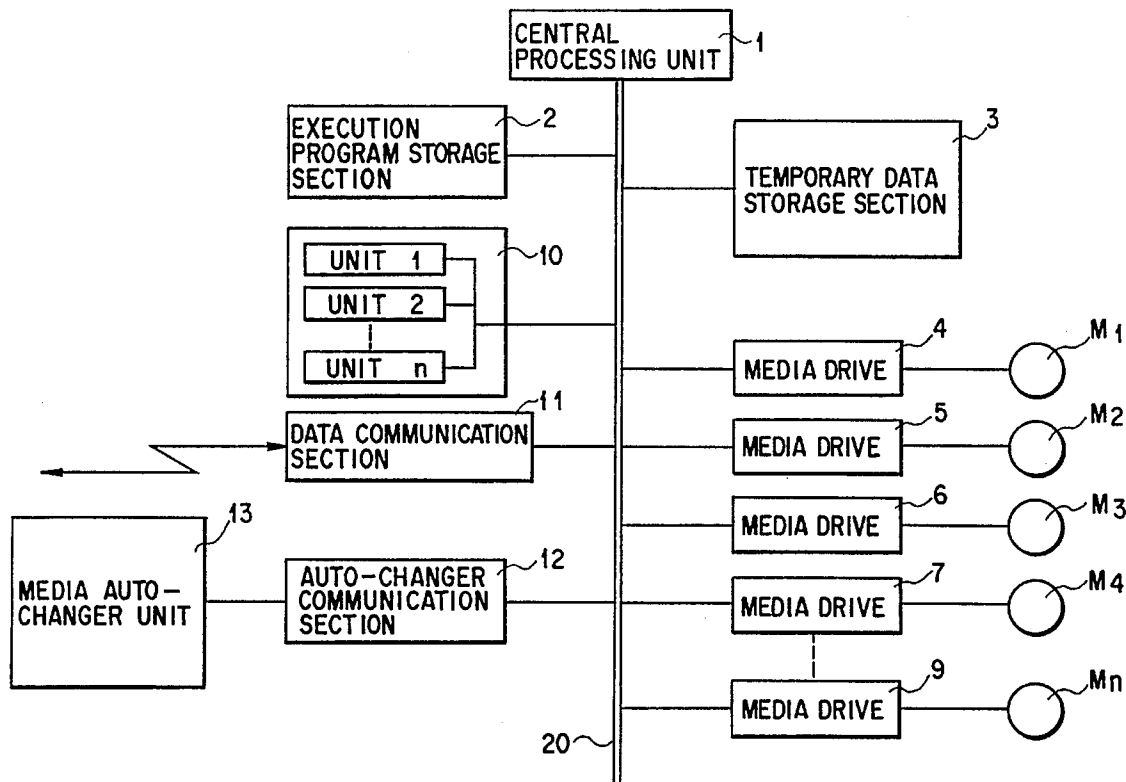 CENTRAL
PROCESSING UNIT
1
EXECUTION
PROGRAM STORAGE
SECTION
2
TEMPORARY DATA
STORAGE SECTION
3
UNIT 1
UNIT 2
UNIT n
10
MEDIA DRIVE
4
M1
DATA COMMUNICATION
SECTION
11
MEDIA DRIVE
5
M2
MEDIA DRIVE
6
M3
MEDIA AUTO-
CHANGER UNIT
13
AUTO-CHANGER
COMMUNICATION
SECTION
12
MEDIA DRIVE
7
M4
MEDIA DRIVE
9
Mn
20